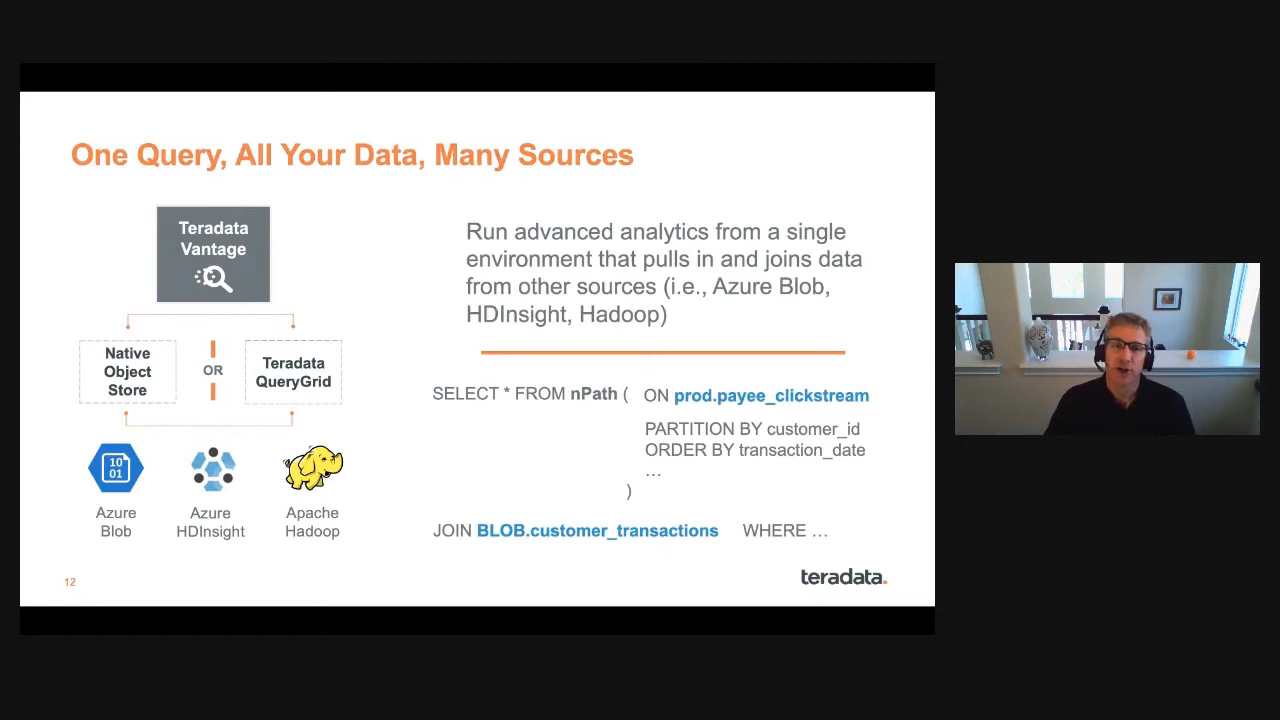 One Query, All Your Data, Many Sources
Teradata
Vantage
Native
Object
Store
OR
Teradata
QueryGrid
10
01
Azure
Blob
Azure
HDInsight
Apache
Hadoop
Run advanced analytics from a single
environment that pulls in and joins data
from other sources (i.e., Azure Blob,
HDInsight, Hadoop)
SELECT * FROM nPath ( ON prod.payee_clickstream
PARTITION BY customer_id
ORDER BY transaction_date
…
)
JOIN BLOB.customer_transactions WHERE …
12
teradata.